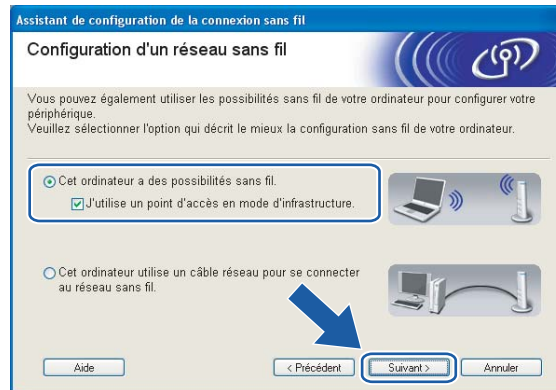 Assistant de configuration de la connexion sans fil
Configuration d'un réseau sans fil
Vous pouvez également utiliser les possibilités sans fil de votre ordinateur pour configurer votre
périphérique.
Veuillez sélectionner l'option qui décrit le mieux la configuration sans fil de votre ordinateur.
Cet ordinateur a des possibilités sans fil.
J'utilise un point d'accès en mode d'infrastructure.
Cet ordinateur utilise un câble réseau pour se connecter
au réseau sans fil.
Aide
< Précédent
Suivant >
Annuler